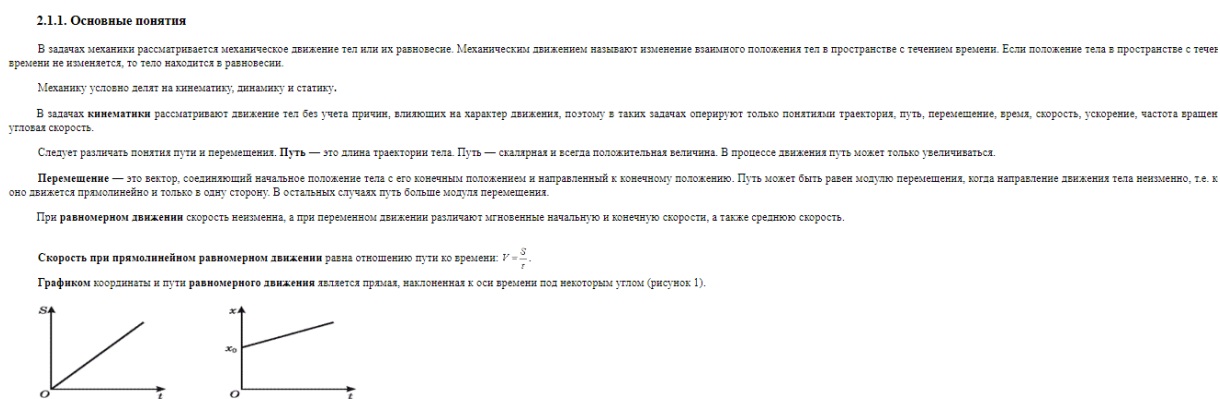 2.1.1. Основные понятия
В задачах механики рассматривается механическое движение тел или их равновесие. Механическим движением называют изменение взаимного положения тел в пространстве с течением времени. Если положение тела в пространстве с
времени не изменяется, то тело находится в равновесии.
Механику условно делят на кинематику, динамику и статику.
В задачах кинематики рассматривают движение тел без учета причин, влияющих на характер движения, поэтому в таких задачах оперируют только понятиями траектория, путь, перемещение, время, скорость, ускорение, частота
угловая скорость.
Следует различать понятия пути и перемещения. Путь — это длина траектории тела. Путь — скалярная и всегда положительная величина. В процессе движения путь может только увеличиваться.
Перемещение — это вектор, соединяющий начальное положение тела с его конечным положением и направленный к конечному положению. Путь может быть равен модулю перемещения, когда направление движения тела неизменно, т.е.
оно движется прямолинейно и только в одну сторону. В остальных случаях путь больше модуля перемещения.
При равномерном движении скорость неизменна, а при переменном движении различают мгновенные начальную и конечную скорости, а также среднюю скорость.
Скорость при прямолинейном равномерном движении равна отношению пути ко времени: V = S/t.
Графиком координаты и пути равномерного движения является прямая, наклоненная к оси времени под некоторым углом (рисунок 1).
S x
x₀
O t O t